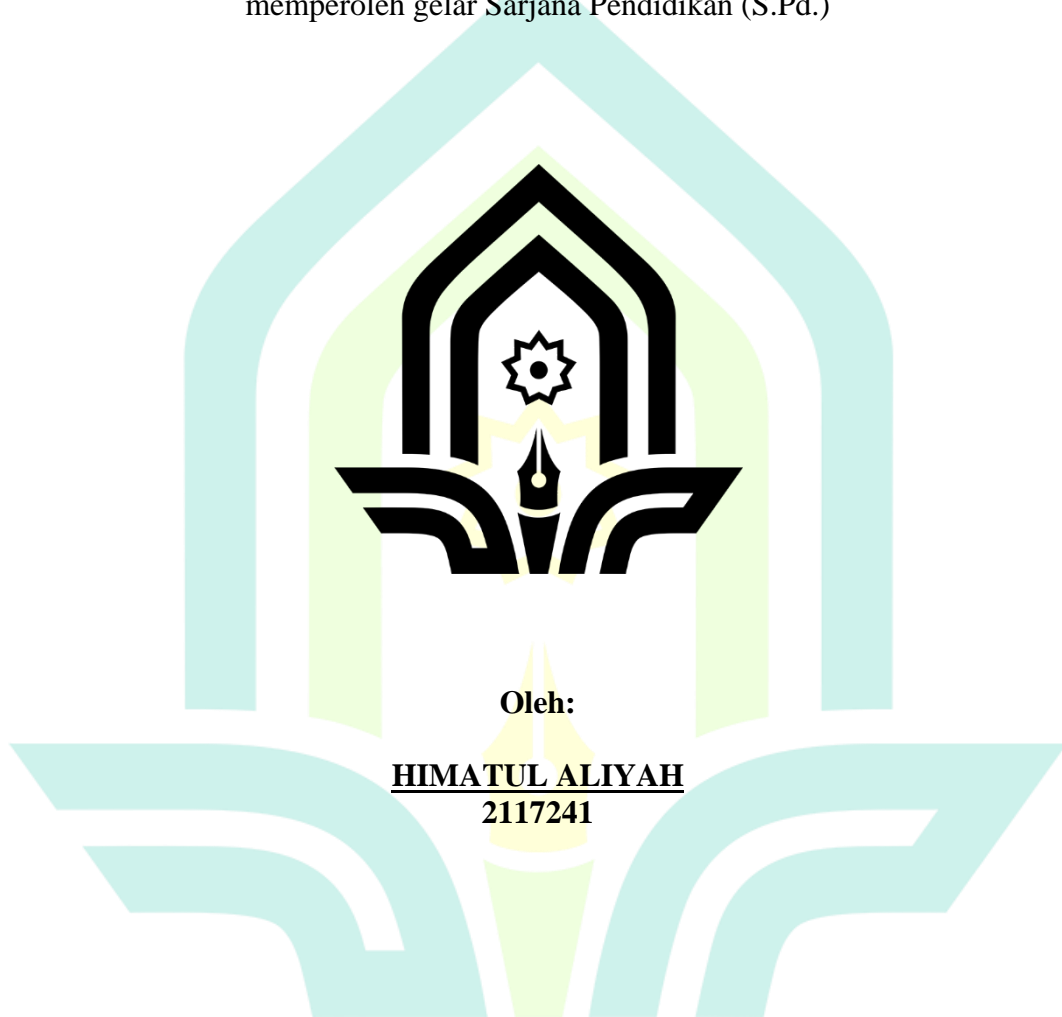 memperoleh gelar Sarjana Pendidikan (S.Pd.)
Oleh:
HIMATUL ALIYAH
2117241